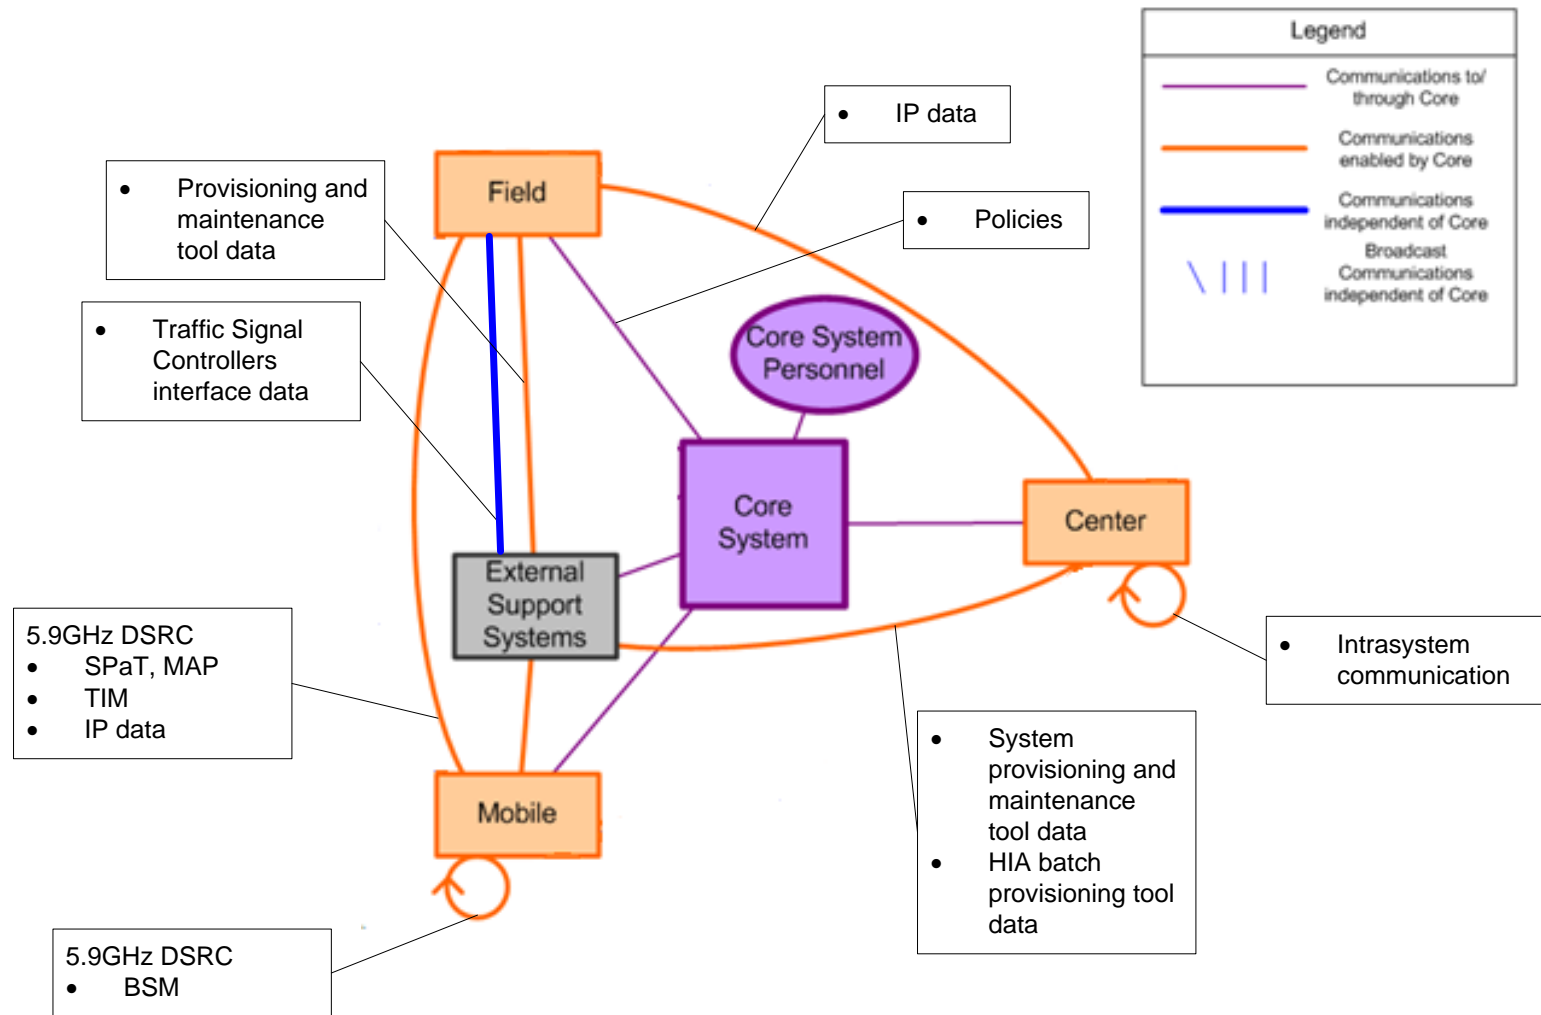 Legend
Communications to/
through Core
Communications
enabled by Core
Communications
independent of Core
Broadcast
Communications
independent of Core
• IP data
• Provisioning and
maintenance
tool data
Field
• Policies
• Traffic Signal
Controllers
interface data
Core System
Personnel
Core
System
Center
External
Support
Systems
5.9GHz DSRC
• SPaT, MAP
• TIM
• IP data
• Intrasystem
communication
• System
provisioning and
maintenance
tool data
• HIA batch
provisioning tool
data
Mobile
5.9GHz DSRC
• BSM